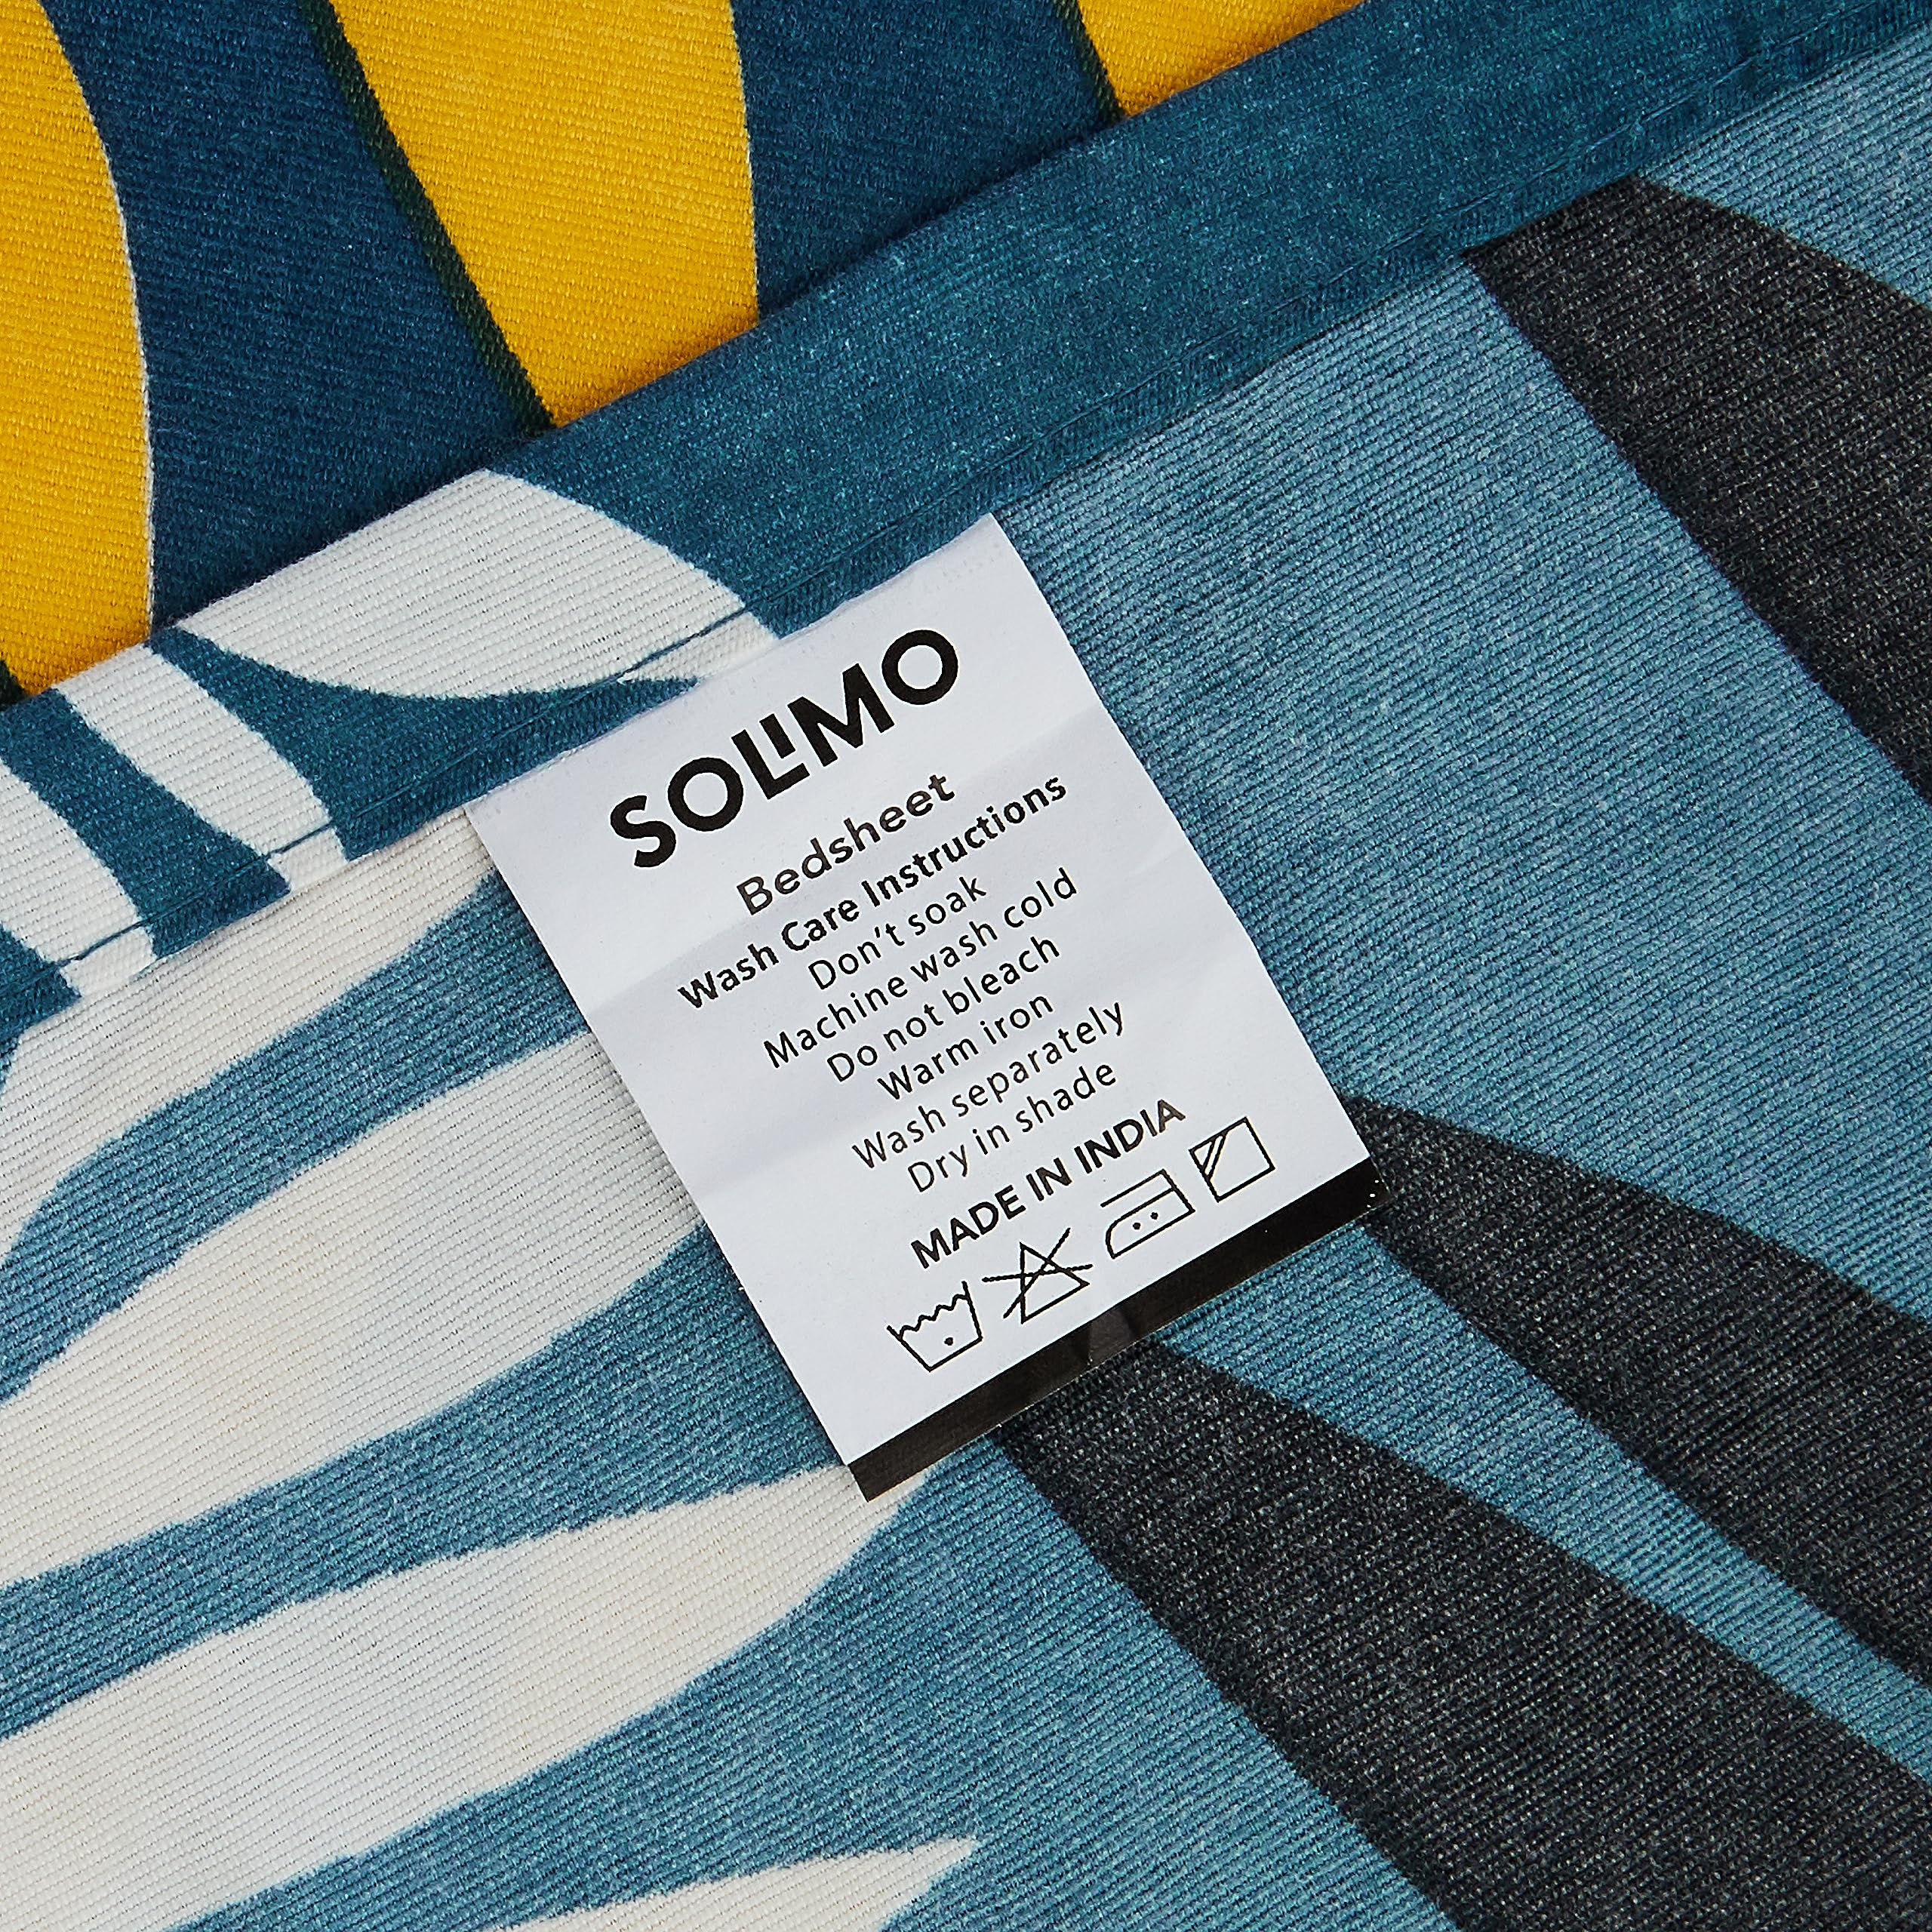 SOLIMO
Bedsheet
Wash Care Instructions
Don't soak
Machine wash cold
Do not bleach
Warm iron
Wash separately
Dry in shade
MADE IN INDIA